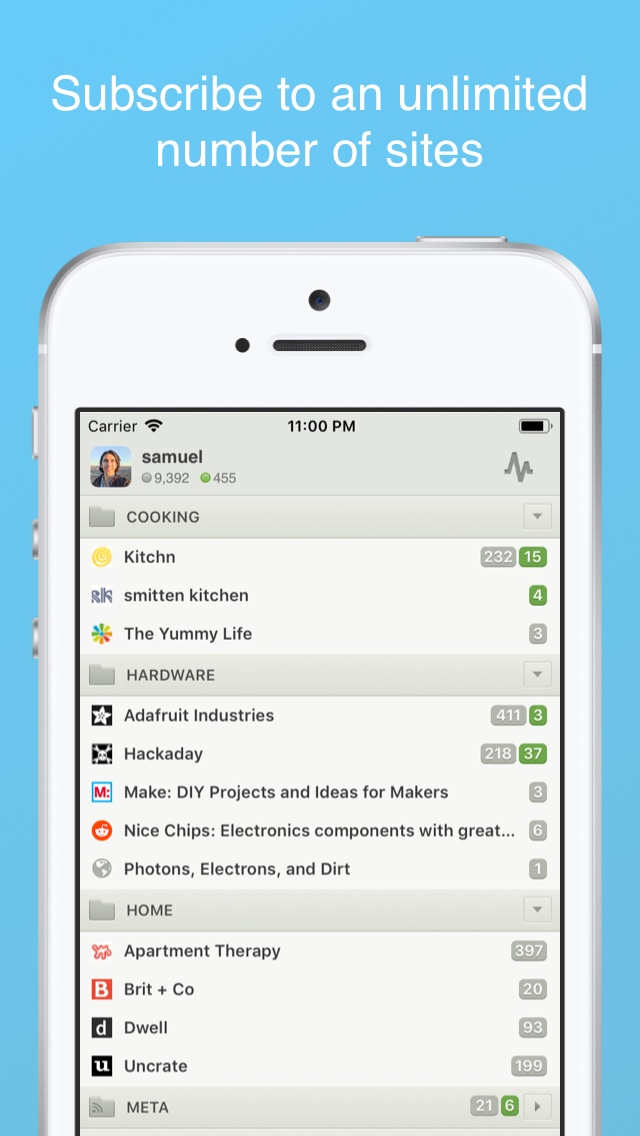 Subscribe to an unlimited
number of sites
Carrier 11:00 PM
samuel
9,392 455
COOKING
Kitchn 232 15
smitten kitchen 4
The Yummy Life 3
HARDWARE
Adafruit Industries 411 3
Hackaday 218 37
M: Make: DIY Projects and Ideas for Makers 3
Nice Chips: Electronics components with great... 6
Photons, Electrons, and Dirt 1
HOME
Apartment Therapy 397
B Brit + Co 20
d Dwell 93
u Uncrate 199
META 21 6